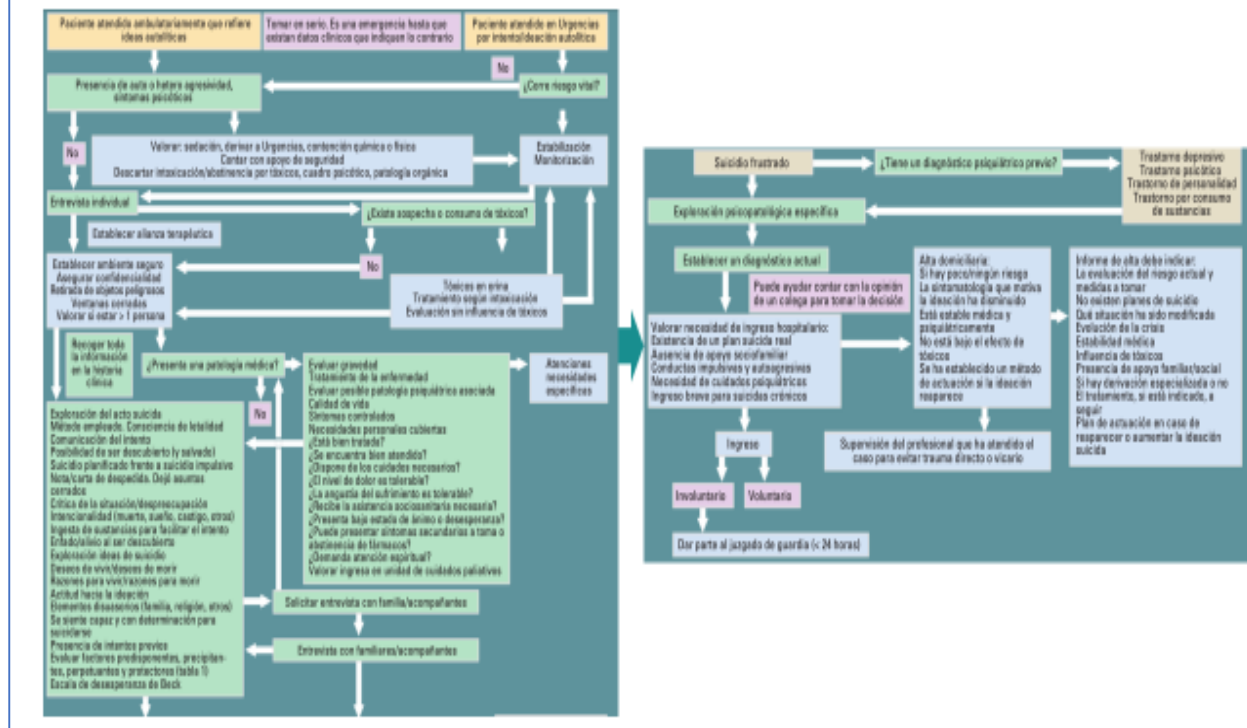 Paciente atendido ambulatoriamente que refiere
ideas autolíticas
Tomar en serio. Es una emergencia hasta que
existan datos clínicos que indiquen lo contrario
Paciente atendido en Urgencias
por intento/ideación autolítica
No
Presencia de auto o hetero agresividad,
síntomas psicóticos
¿Corre riesgo vital?
No
Valorar: sedación, derivar a Urgencias, contención química o física
Contar con apoyo de seguridad
Descartar intoxicación/abstinencia por tóxicos, cuadro psicótico, patología orgánica
Estabilización
Monitorización
Entrevista individual
¿Existe sospecha o consumo de tóxicos?
Establecer alianza terapéutica
No
Establecer ambiente seguro
Asegurar confidencialidad
Retirada de objetos peligrosos
Ventanas cerradas
Valorar si estar > 1 persona
Tóxicos en orina
Tratamiento según intoxicación
Evaluación sin influencia de tóxicos
Recoger toda
la información
en la historia
clínica
¿Presenta una patología médica?
No
Evaluar gravedad
Tratamiento de la enfermedad
Evaluar posible patología psiquiátrica asociada
Calidad de vida
Síntomas controlados
Necesidades personales cubiertas
¿Está bien tratada?
¿Se encuentra bien atendido?
¿Dispone de los cuidados necesarios?
¿El nivel de dolor es tolerable?
¿La angustia del sufrimiento es tolerable?
¿Recibe la asistencia sociosanitaria necesaria?
¿Presenta bajo estado de ánimo o desesperanza?
¿Puede presentar síntomas secundarios a toma o
abstinencia de fármacos?
¿Demanda atención espiritual?
Valorar ingreso en unidad de cuidados paliativos
Atenciones
necesidades
específicas
Exploración del acto suicida
Método empleado. Consciencia de letalidad
Comunicación del intento
Posibilidad de ser descubierto (y salvado)
Suicidio planificado frente a suicidio impulsivo
Nota/carta de despedida. Dejó asuntos
cerrados
Crítica de la situación/despreocupación
Intencionalidad (muerte, sueño, castigo, otros)
Ingesta de sustancias para facilitar el intento
Enfado/alivio al ser descubierto
Exploración ideas de suicidio
Deseos de vivir/deseos de morir
Razones para vivir/razones para morir
Actitud hacia la ideación
Elementos disuasorios (familia, religión, otros)
Se siente capaz y con determinación para
suicidarse
Presencia de intentos previos
Evaluar factores predisponentes, precipitan-
tes, perpetuantes y protectores (tabla 1)
Escala de desesperanza de Beck
Solicitar entrevista con familia/acompañantes
Entrevista con familiares/acompañantes
Suicidio frustrado
¿Tiene un diagnóstico psiquiátrico previo?
Trastorno depresivo
Trastorno psicótico
Trastorno de personalidad
Trastorno por consumo
de sustancias
Exploración psicopatológica específica
Establecer un diagnóstico actual
Puede ayudar contar con la opinión
de un colega para tomar la decisión
Valorar necesidad de ingreso hospitalario:
Existencia de un plan suicida real
Ausencia de apoyo sociofamiliar
Conductas impulsivas y autoagresivas
Necesidad de cuidados psiquiátricos
Ingreso breve para suicidas crónicos
Alta domiciliaria:
Si hay poco/ningún riesgo
La sintomatología que motiva
la ideación ha disminuido
Está estable médica y
psiquiátricamente
No está bajo el efecto de
tóxicos
Se ha establecido un método
de actuación si la ideación
reaparece
Informe de alta debe indicar:
La evaluación del riesgo actual y
medidas a tomar
No existen planes de suicidio
Qué situación ha sido modificada
Evolución de la crisis
Estabilidad médica
Influencia de tóxicos
Presencia de apoyo familiar/social
Si hay derivación especializada o no
El tratamiento, si está indicado, a
seguir
Plan de actuación en caso de
reaparecer o aumentar la ideación
suicida
Ingreso
Supervisión del profesional que ha atendido el
caso para evitar trauma directo o vicario
Involuntario
Voluntario
Dar parte al juzgado de guardia (< 24 horas)